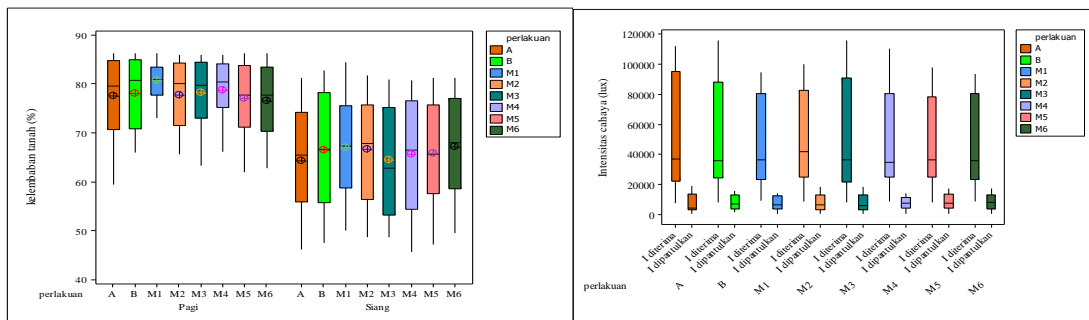 90
80
70
60
50
40
kelembaban tanah (%)
perlakuan
A B M1 M2 M3 M4 M5 M6 A B M1 M2 M3 M4 M5 M6
Pagi Siang
perlakuan
A
B
M1
M2
M3
M4
M5
M6
120000
100000
80000
60000
40000
20000
0
Intensitas cahaya (lux)
I diterima I dipantulkan I diterima I dipantulkan I diterima I dipantulkan I diterima I dipantulkan I diterima I dipantulkan I diterima I dipantulkan I diterima I dipantulkan I diterima I dipantulkan
perlakuan A B M1 M2 M3 M4 M5 M6
perlakuan
A
B
M1
M2
M3
M4
M5
M6